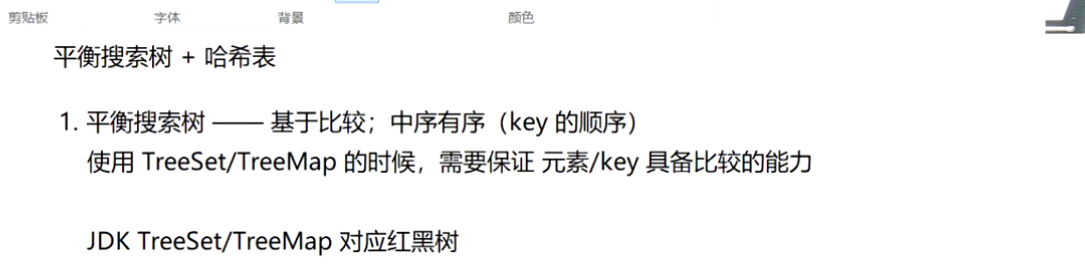 剪贴板 字体 背景 颜色
平衡搜索树 + 哈希表
1. 平衡搜索树 —— 基于比较；中序有序（key 的顺序）
使用 TreeSet/TreeMap 的时候，需要保证 元素/key 具备比较的能力
JDK TreeSet/TreeMap 对应红黑树